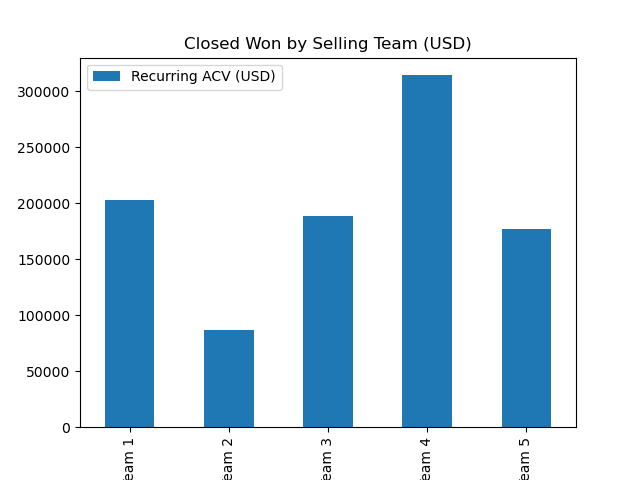 Closed Won by Selling Team (USD)
Recurring ACV (USD)
300000
250000
200000
150000
100000
50000
0
eam 1
eam 2
eam 3
eam 4
eam 5